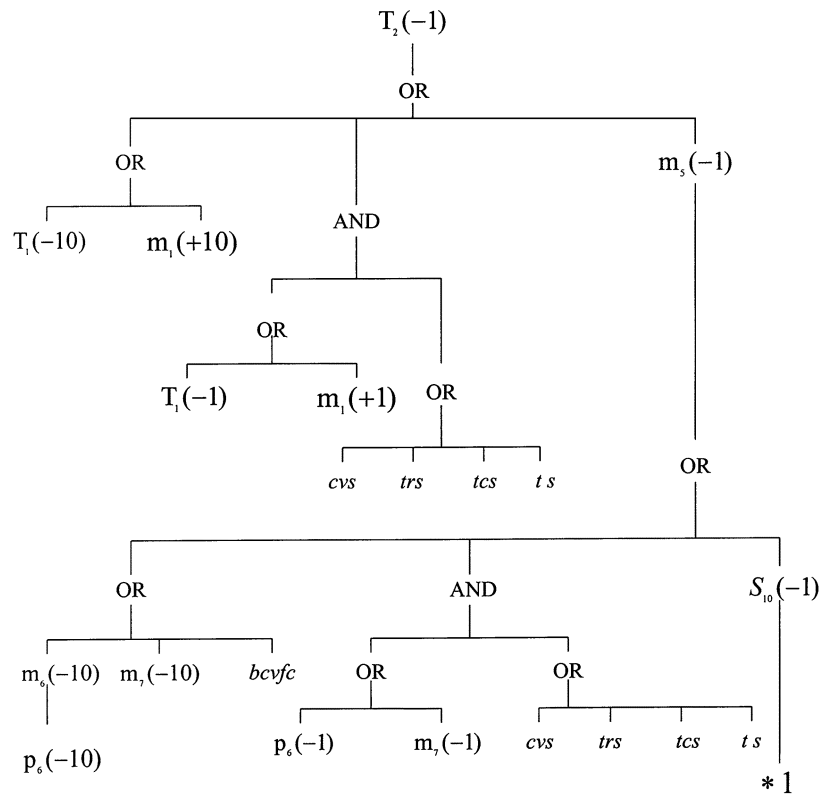 T₂(−1)
OR
OR m₅(−1)
T₁(−10) m₁(+10) AND
OR
T₁(−1) m₁(+1) OR
cvs trs tcs t s OR
OR AND S₁₀(−1)
m₆(−10) m₇(−10) bcvfc OR OR
p₆(−10) p₆(−1) m₇(−1) cvs trs tcs t s
*1